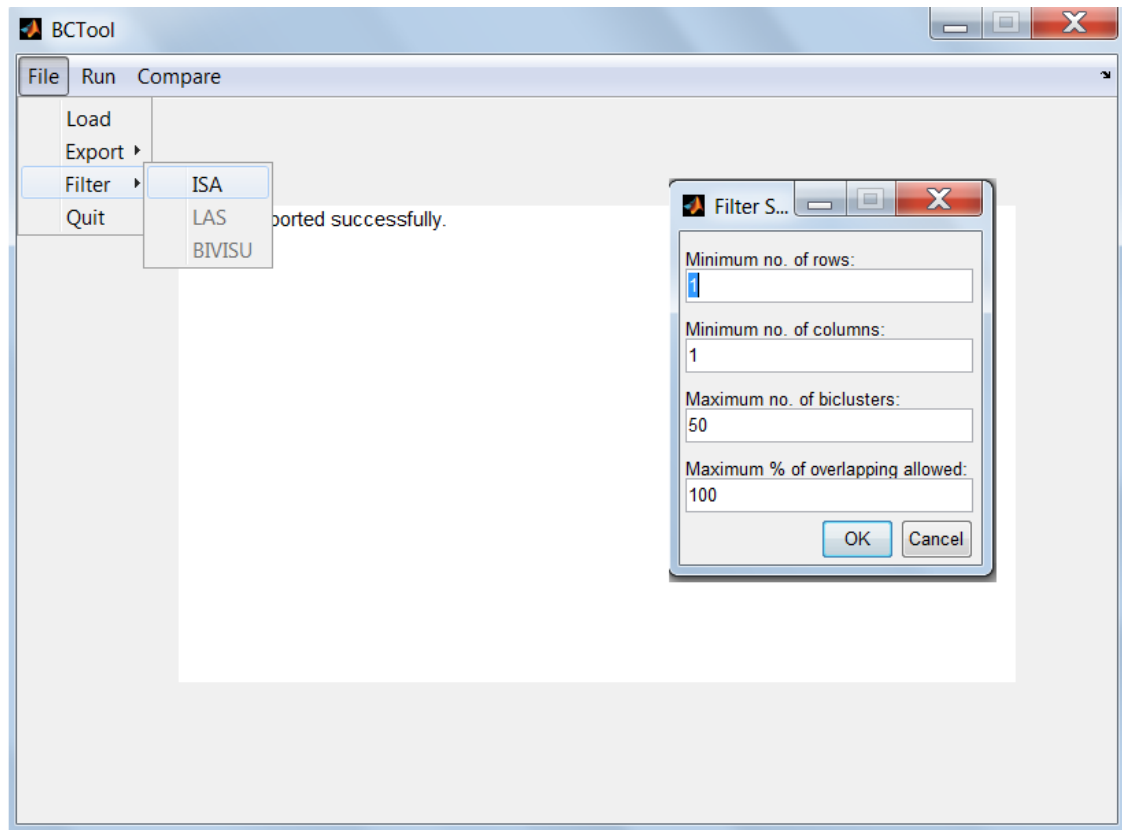 BCTool
File Run Compare
Load
Export
Filter
Quit
ISA
LAS
BIVISU
ported successfully.
Filter S...
Minimum no. of rows:
1
Minimum no. of columns:
1
Maximum no. of biclusters:
50
Maximum % of overlapping allowed:
100
OK Cancel